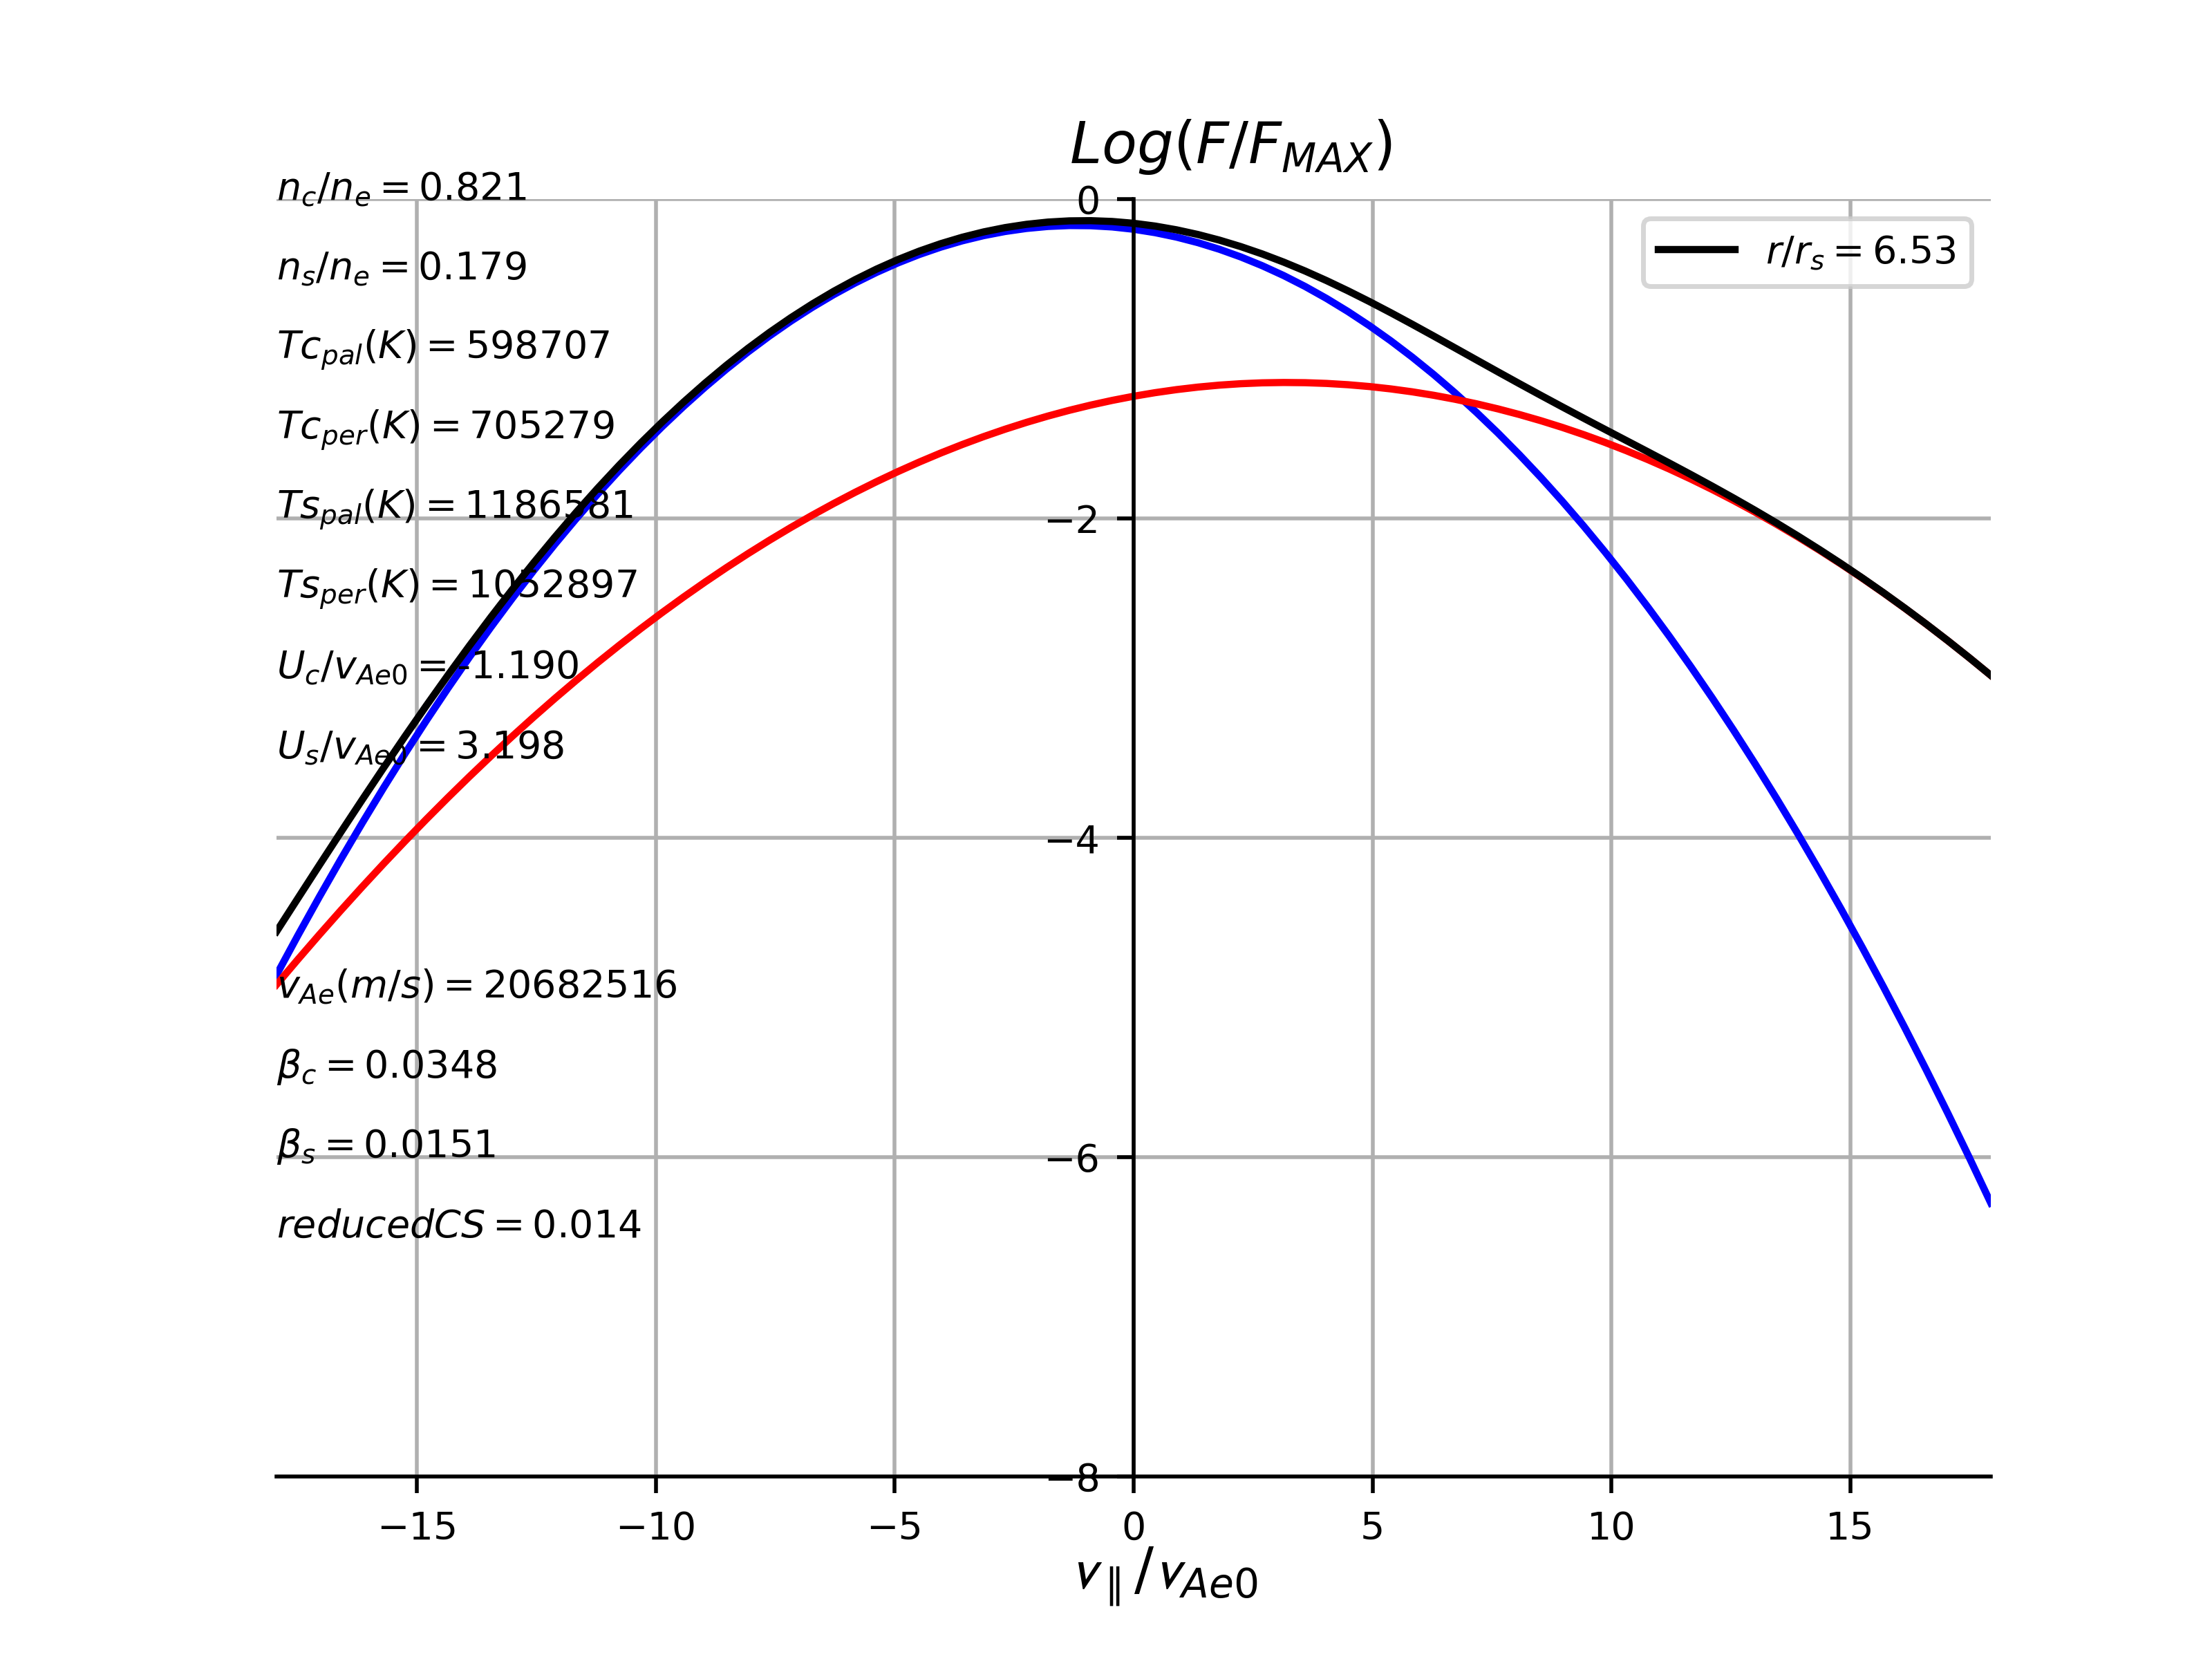 Log(F/F_MAX)
n_c/n_e = 0.821
n_s/n_e = 0.179
Tc_pal(K) = 598707
Tc_per(K) = 705279
Ts_pal(K) = 1186581
Ts_per(K) = 1052897
U_c/v_Ae0 = -1.190
U_s/v_Ae0 = 3.198
v_Ae(m/s) = 20682516
β_c = 0.0348
β_s = 0.0151
reducedCS = 0.014
r/r_s = 6.53
0
−2
−4
−6
−8
−15 −10 −5 0 5 10 15
v_∥/v_Ae0